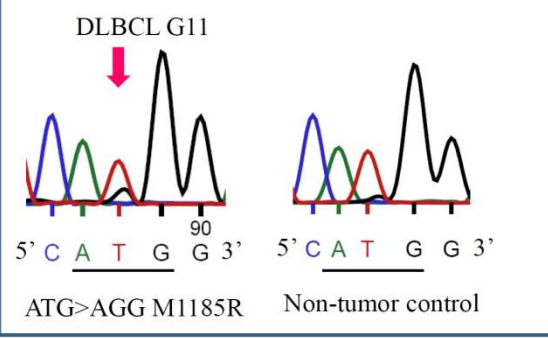 DLBCL G11
90
5’ C A T G G 3’
5’ C A T G G 3’
ATG>AGG M1185R
Non-tumor control